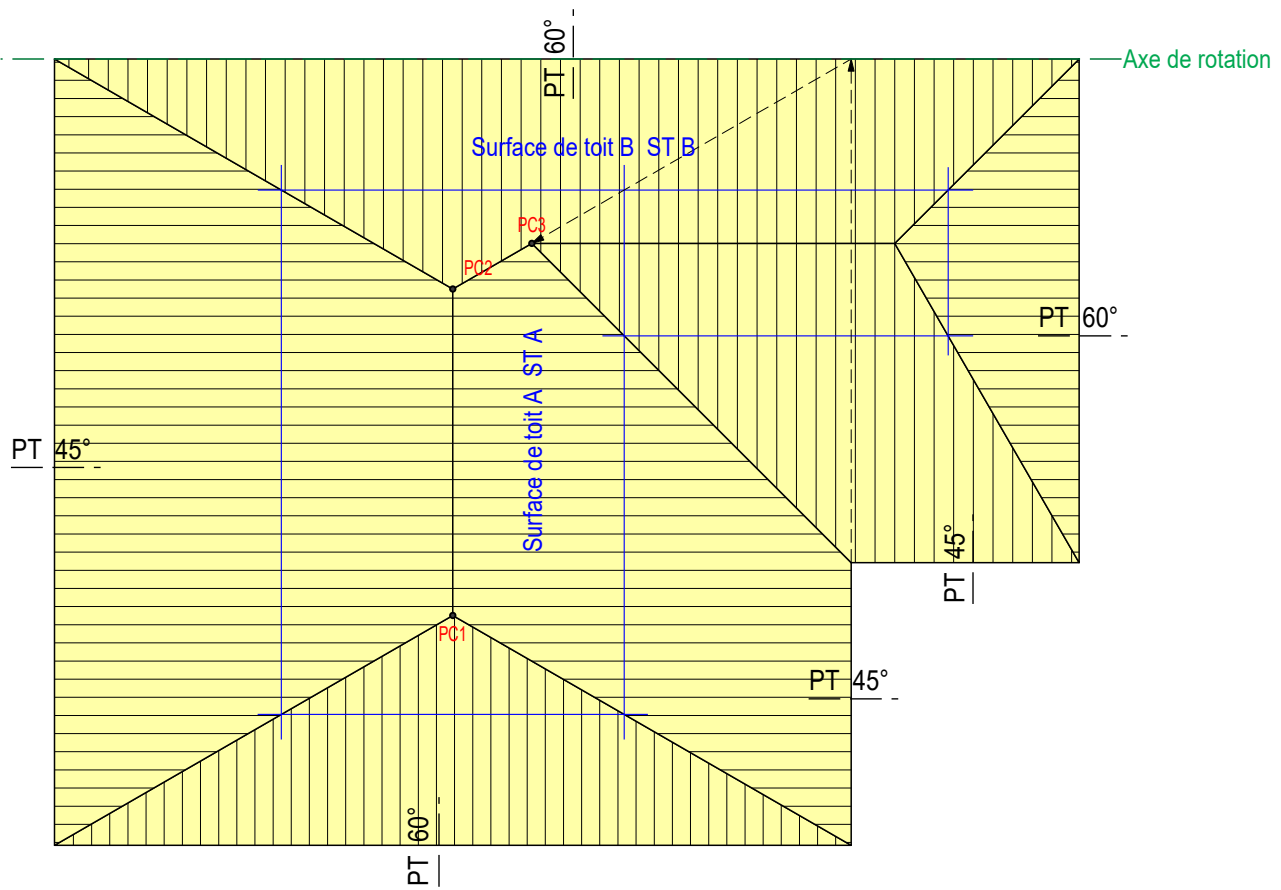 PT 60°
Axe de rotation
Surface de toit B ST B
PC3
PC2
PT 60°
Surface de toit A ST A
PT 45°
PT 45°
PC1
PT 45°
PT 60°